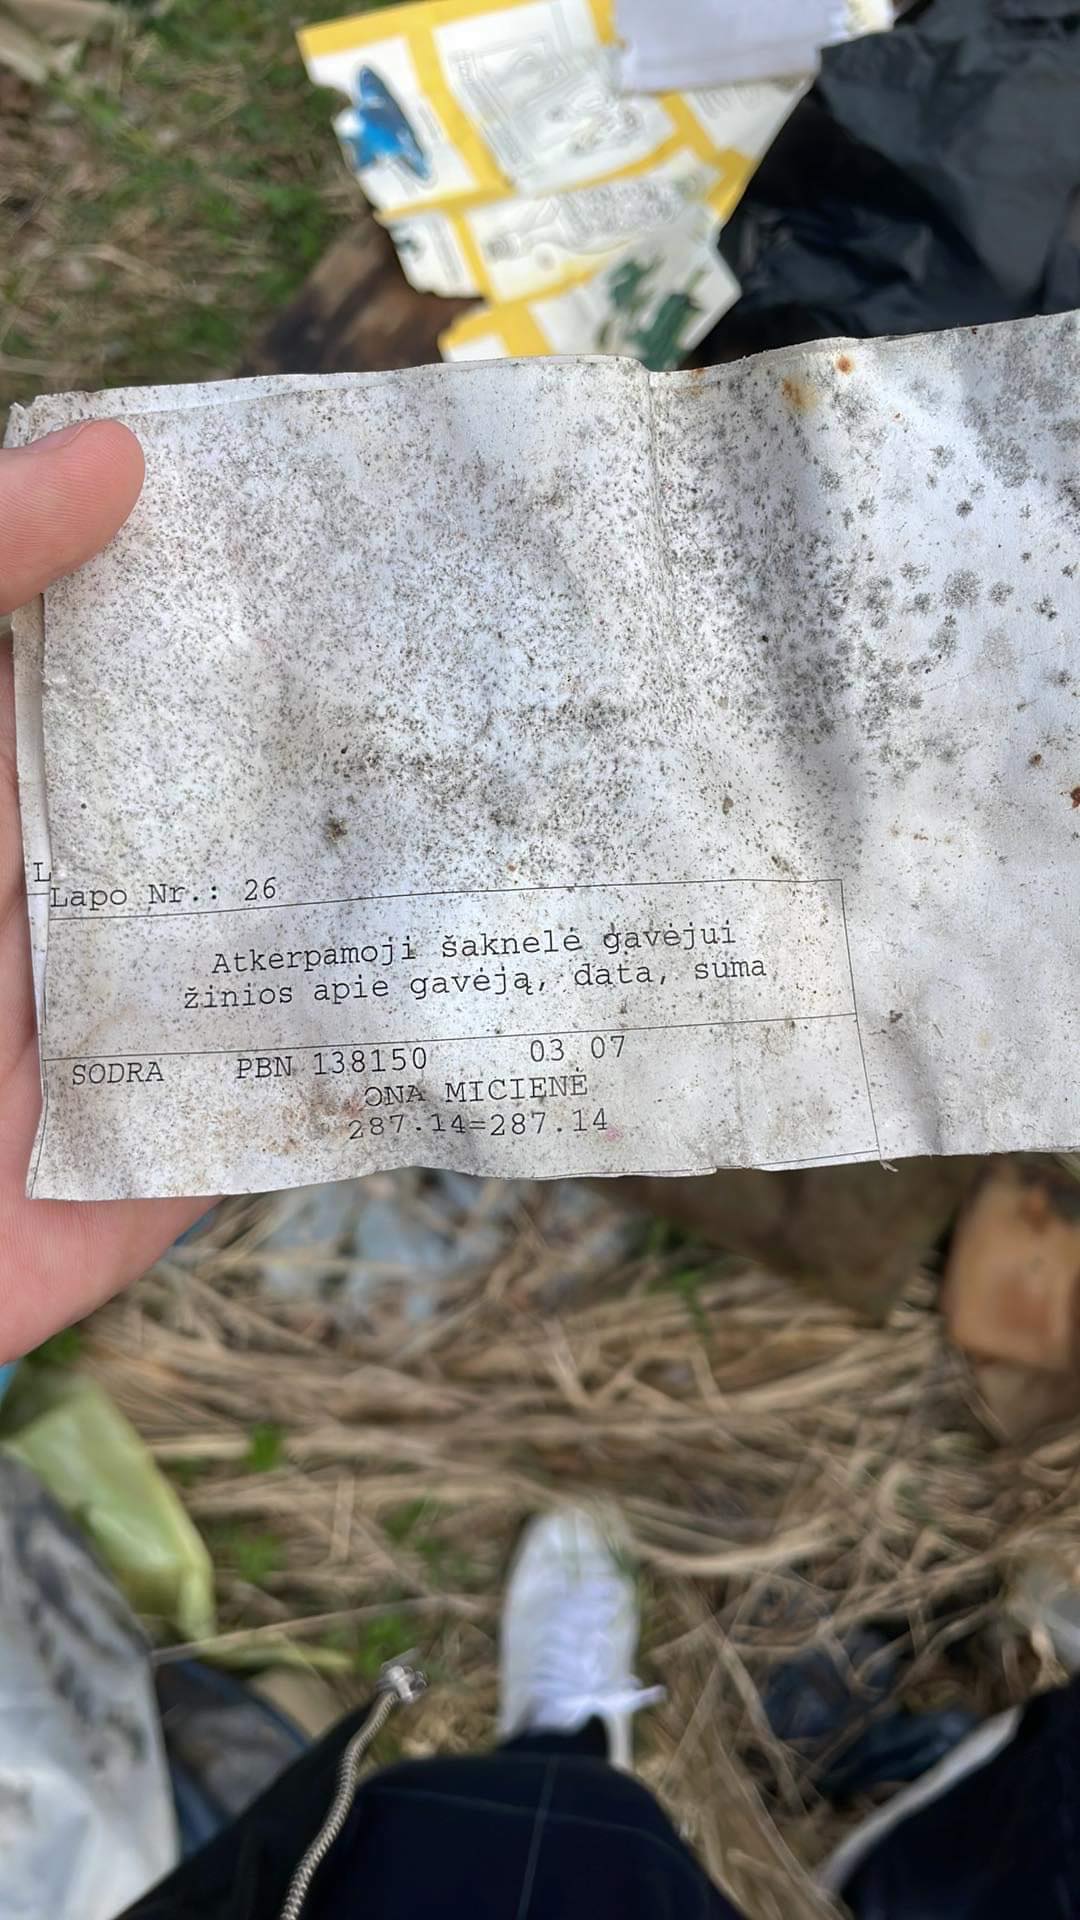 L
Lapo Nr.: 26
Atkerpamoji šaknelė gavėjui
žinios apie gavėją, data, suma
SODRA PBN 138150 03 07
ONA MICIENĖ
287.14=287.14